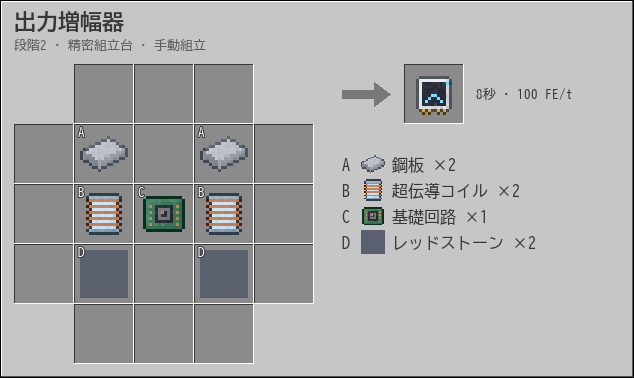 出力増幅器
段階2 · 精密組立台 · 手動組立
8秒 · 100 FE/t
A A
B C B
D D
A 鋼板 ×2
B 超伝導コイル ×2
C 基礎回路 ×1
D レッドストーン ×2